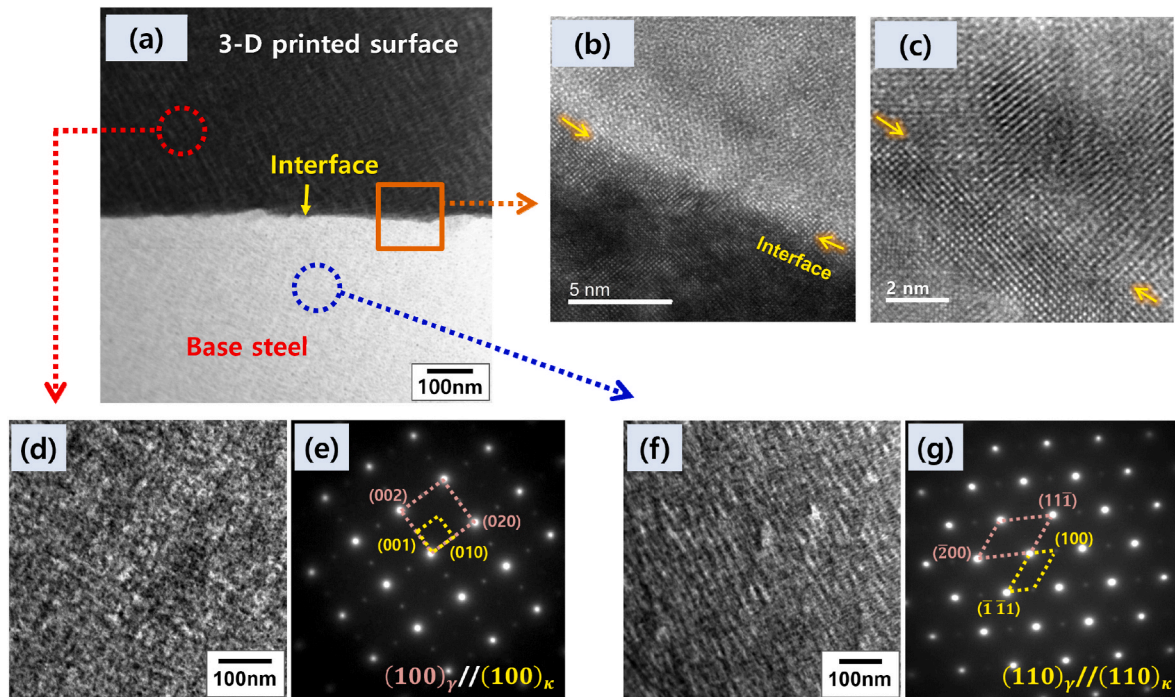 (a)
3-D printed surface
Interface
Base steel
100nm
(b)
Interface
5 nm
(c)
2 nm
(d)
100nm
(e)
(002)
(020)
(001)
(010)
(100)γ//(100)κ
(f)
100nm
(g)
(111̅)
(2̅00)
(100)
(1̅ 1̅1)
(110)γ//(110)κ